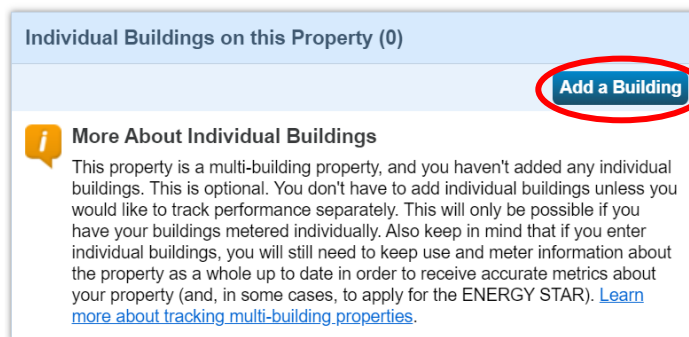 Individual Buildings on this Property (0)
Add a Building
i
More About Individual Buildings
This property is a multi-building property, and you haven't added any individual
buildings. This is optional. You don't have to add individual buildings unless you
would like to track performance separately. This will only be possible if you
have your buildings metered individually. Also keep in mind that if you enter
individual buildings, you will still need to keep use and meter information about
the property as a whole up to date in order to receive accurate metrics about
your property (and, in some cases, to apply for the ENERGY STAR). Learn
more about tracking multi-building properties.